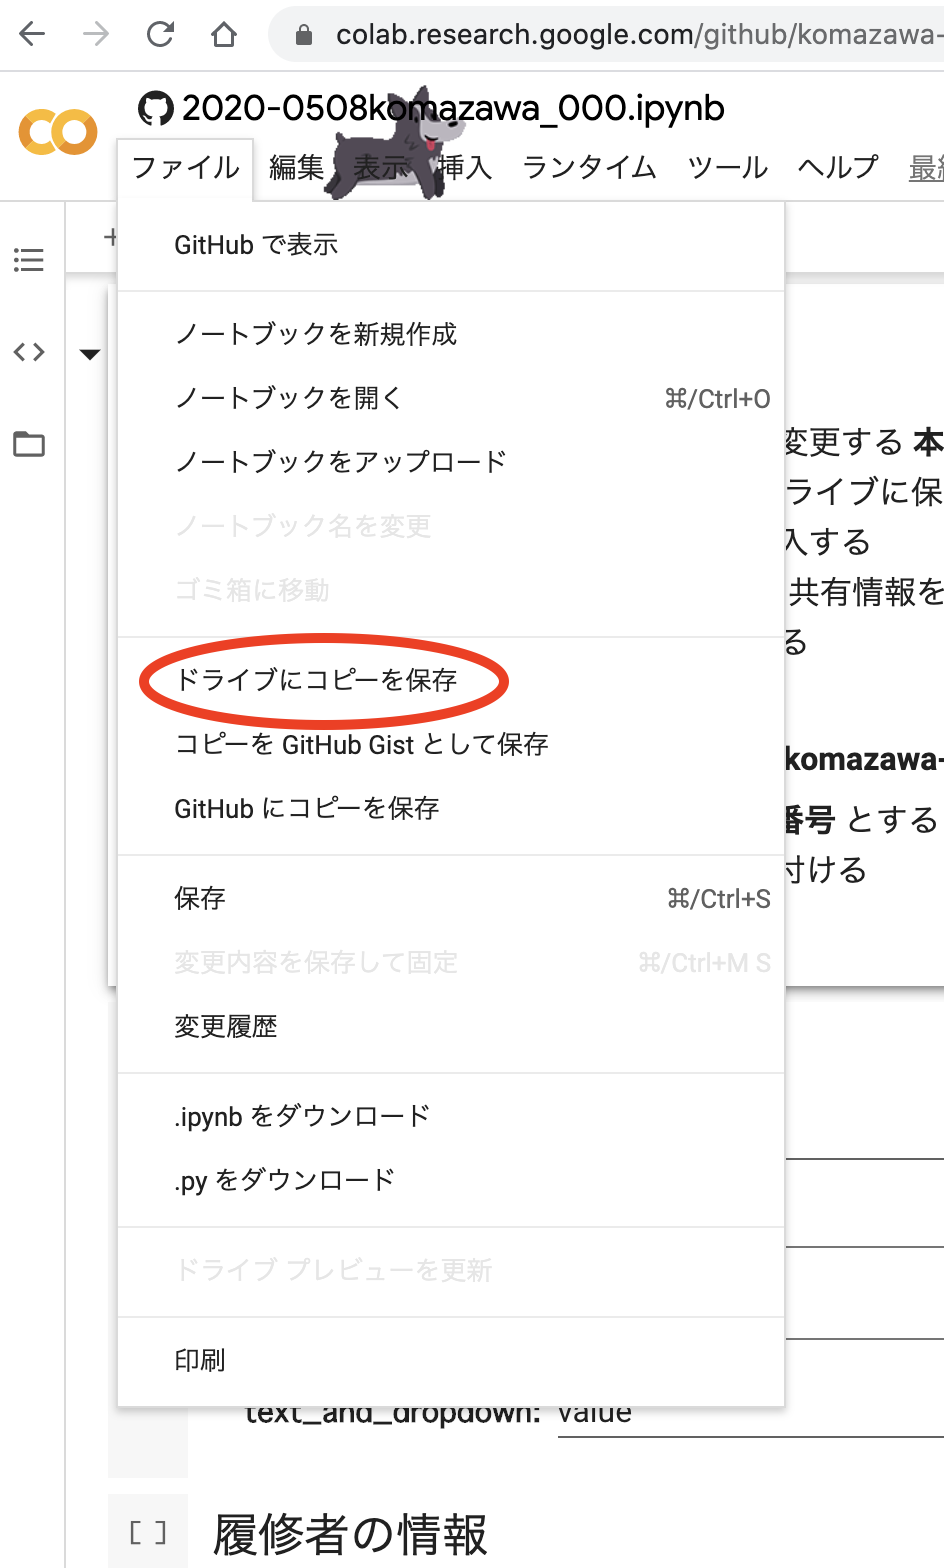 colab.research.google.com/github/komazawa-
2020-0508komazawa_000.ipynb
ファイル 編集 表示 挿入 ランタイム ツール ヘルプ 最終
+
GitHub で表示
ノートブックを新規作成
ノートブックを開く ⌘/Ctrl+O
変更する 本
ノートブックをアップロード
ライブに保
ノートブック名を変更
入する
ゴミ箱に移動
共有情報を
る
ドライブにコピーを保存
コピーを GitHub Gist として保存
komazawa-
GitHub にコピーを保存
番号 とする
付ける
保存 ⌘/Ctrl+S
変更内容を保存して固定 ⌘/Ctrl+M S
変更履歴
.ipynb をダウンロード
.py をダウンロード
ドライブ プレビューを更新
印刷
text_and_dropdown: value
[ ] 履修者の情報